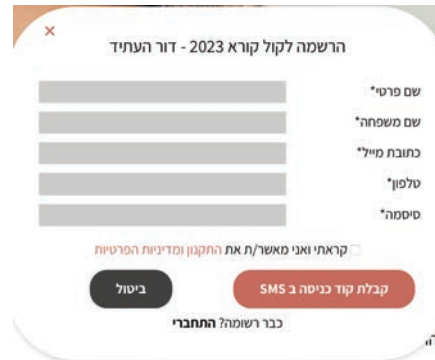 ×
הרשמה לקול קורא 2023 - דור העתיד
שם פרטי*
שם משפחה*
כתובת מייל*
טלפון*
סיסמה*
קראתי ואני מאשר/ת את התקנון ומדיניות הפרטיות
קבלת קוד כניסה ב SMS
ביטול
כבר רשומה? התחברי